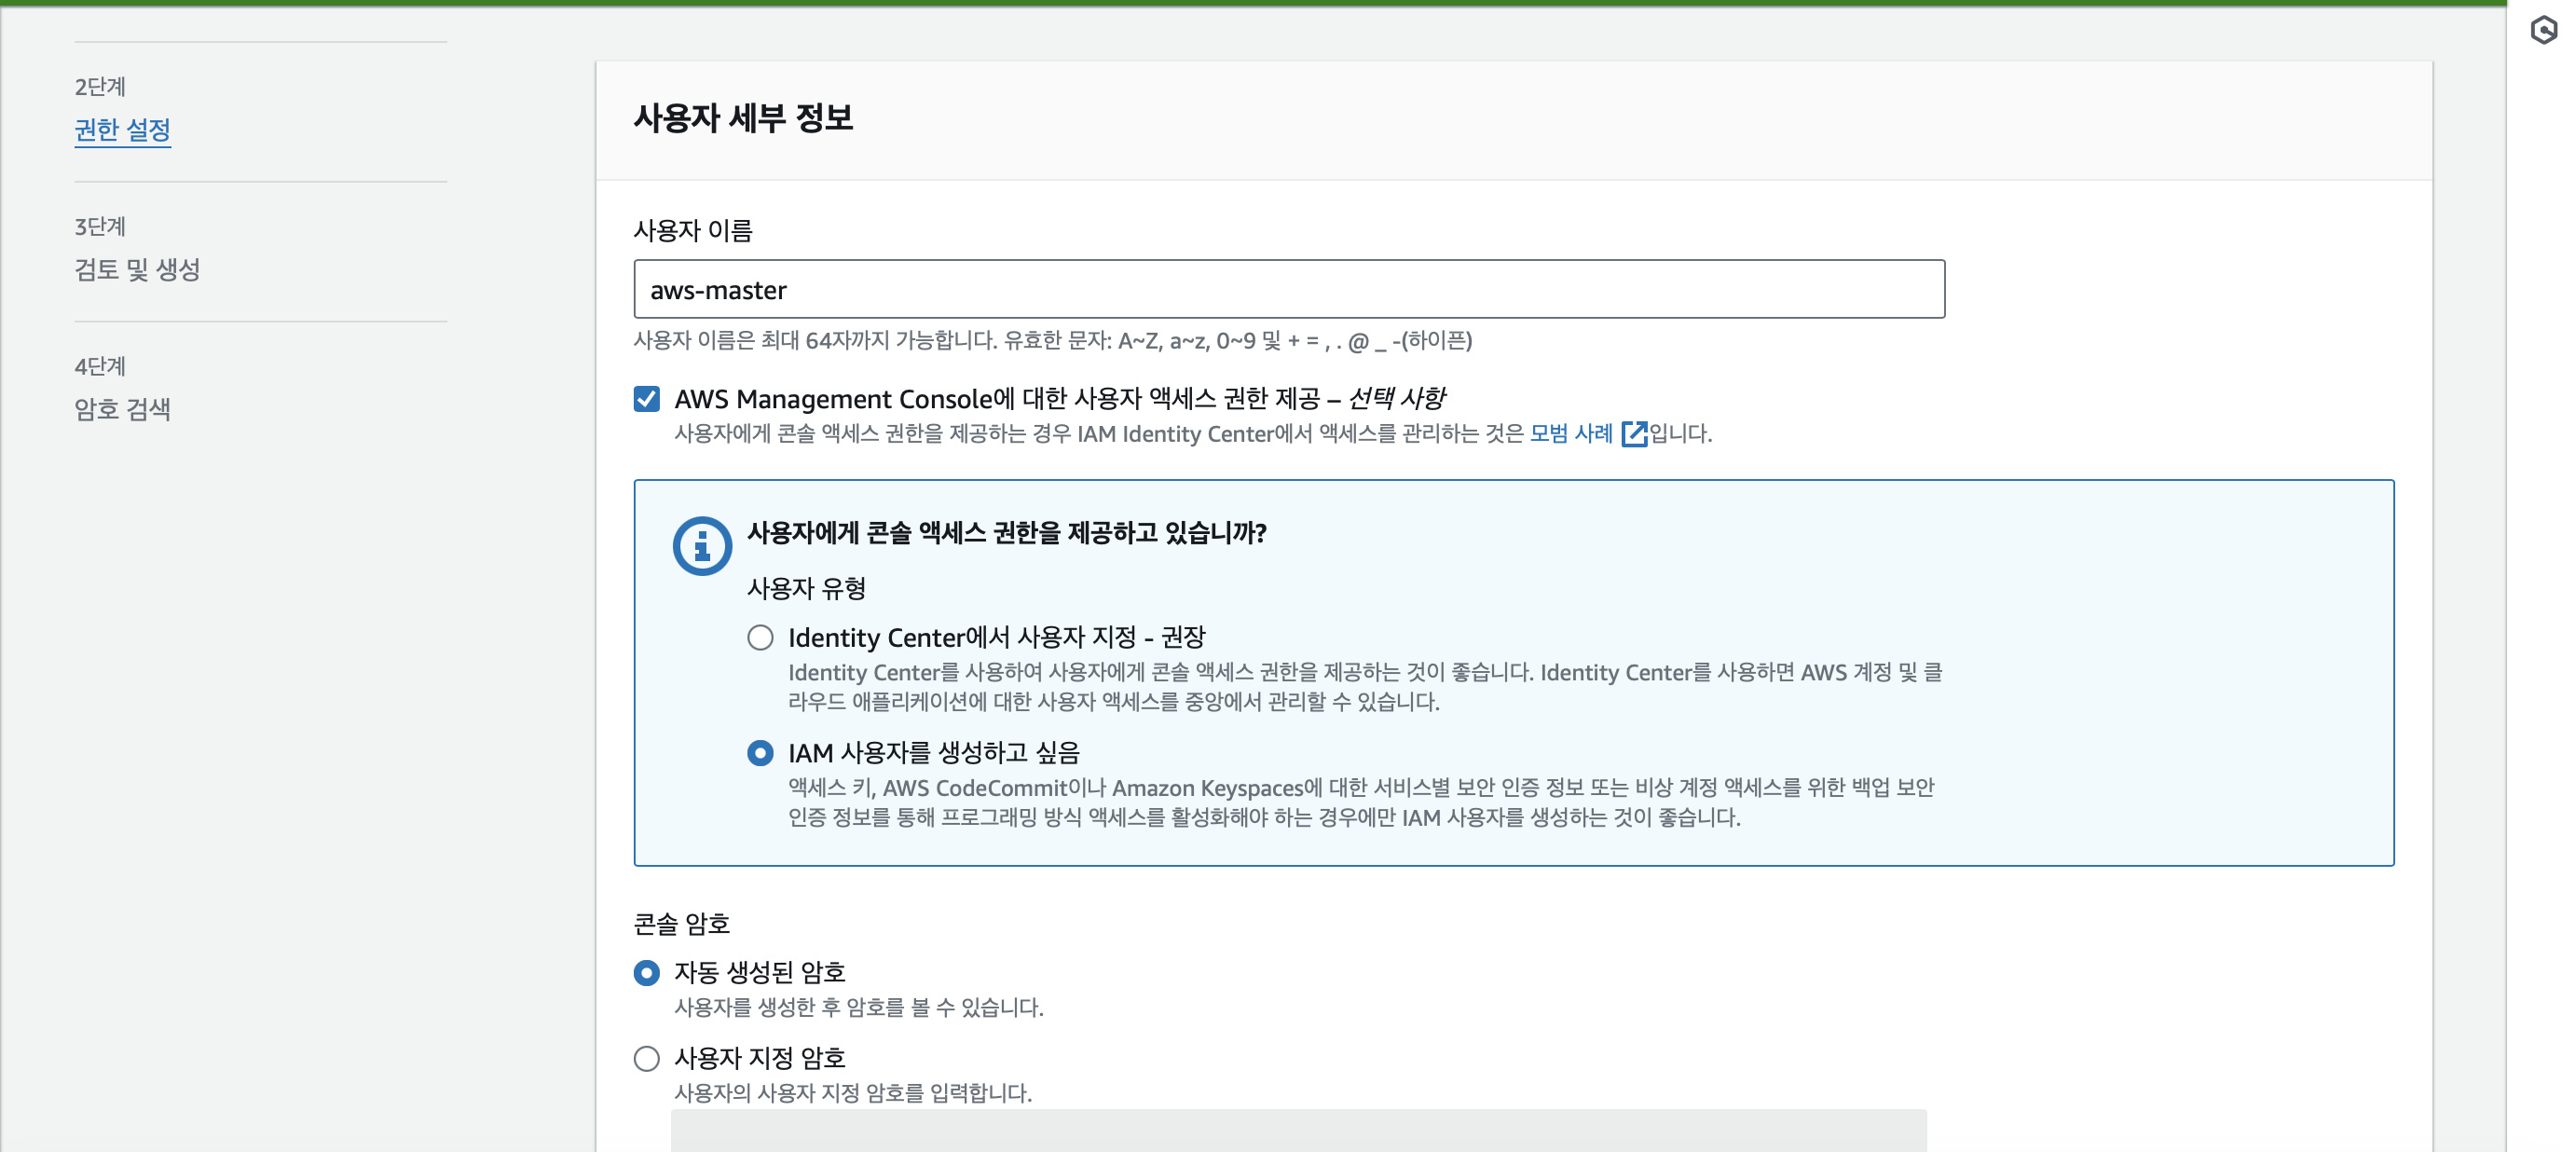 2단계
권한 설정
3단계
검토 및 생성
4단계
암호 검색
사용자 세부 정보
사용자 이름
aws-master
사용자 이름은 최대 64자까지 가능합니다. 유효한 문자: A~Z, a~z, 0~9 및 + = , . @ _ -(하이픈)
AWS Management Console에 대한 사용자 액세스 권한 제공 – 선택 사항
사용자에게 콘솔 액세스 권한을 제공하는 경우 IAM Identity Center에서 액세스를 관리하는 것은 모범 사례 입니다.
사용자에게 콘솔 액세스 권한을 제공하고 있습니까?
사용자 유형
Identity Center에서 사용자 지정 - 권장
Identity Center를 사용하여 사용자에게 콘솔 액세스 권한을 제공하는 것이 좋습니다. Identity Center를 사용하면 AWS 계정 및 클
라우드 애플리케이션에 대한 사용자 액세스를 중앙에서 관리할 수 있습니다.
IAM 사용자를 생성하고 싶음
액세스 키, AWS CodeCommit이나 Amazon Keyspaces에 대한 서비스별 보안 인증 정보 또는 비상 계정 액세스를 위한 백업 보안
인증 정보를 통해 프로그래밍 방식 액세스를 활성화해야 하는 경우에만 IAM 사용자를 생성하는 것이 좋습니다.
콘솔 암호
자동 생성된 암호
사용자를 생성한 후 암호를 볼 수 있습니다.
사용자 지정 암호
사용자의 사용자 지정 암호를 입력합니다.